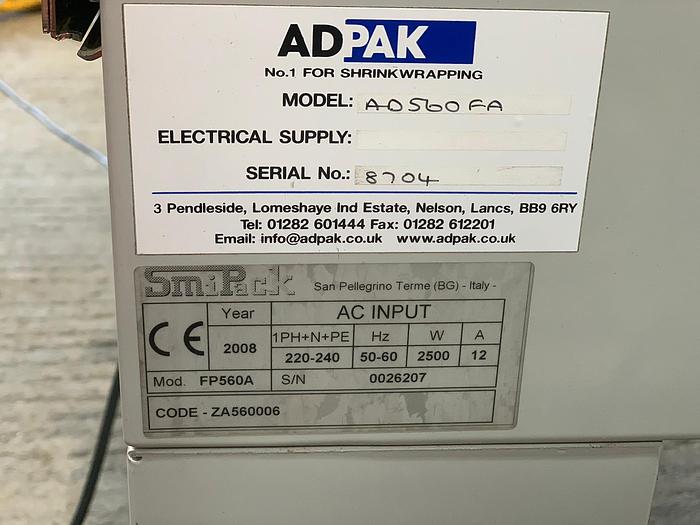 ADPAK
No.1 FOR SHRINKWRAPPING
MODEL: AD560FA
ELECTRICAL SUPPLY:
SERIAL No.: 8704
3 Pendleside, Lomeshaye Ind Estate, Nelson, Lancs, BB9 6RY
Tel: 01282 601444 Fax: 01282 612201
Email: info@adpak.co.uk www.adpak.co.uk
SmiPack San Pellegrino Terme (BG) - Italy -
CE Year AC INPUT
2008 1PH+N+PE Hz W A
220-240 50-60 2500 12
Mod. FP560A S/N 0026207
CODE - ZA560006